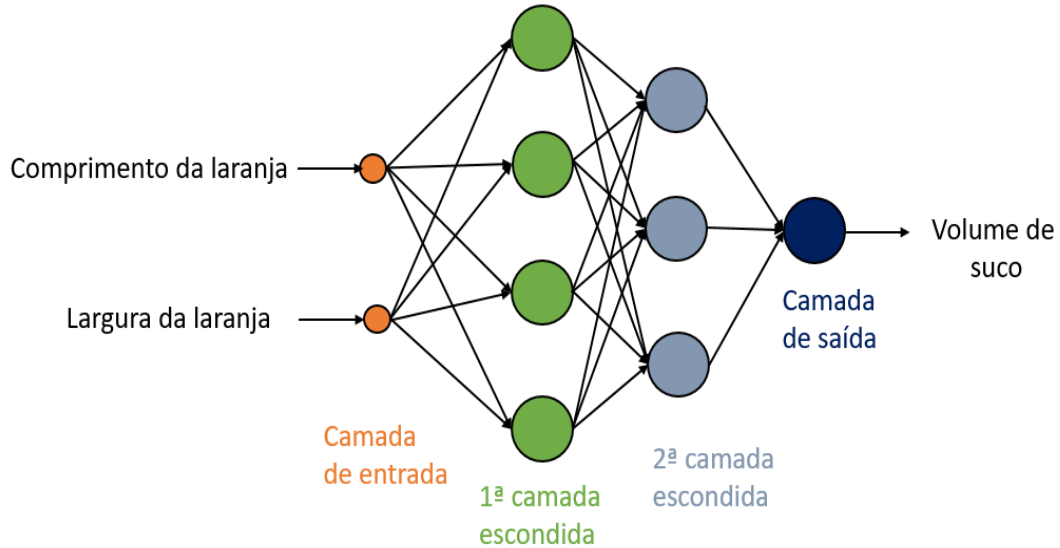 Comprimento da laranja
Largura da laranja
Camada
de entrada
1ª camada
escondida
2ª camada
escondida
Camada
de saída
Volume de
suco